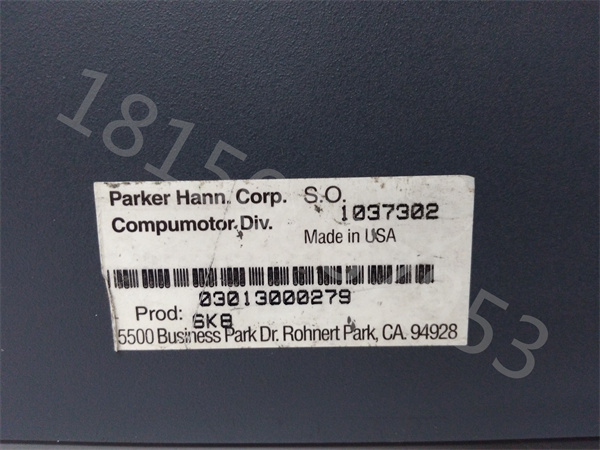 Parker Hann. Corp. S.O.
1037302
Compumotor Div.
Made in USA
03013000279
Prod: 6K8
5500 Business Park Dr. Rohnert Park, CA. 94928